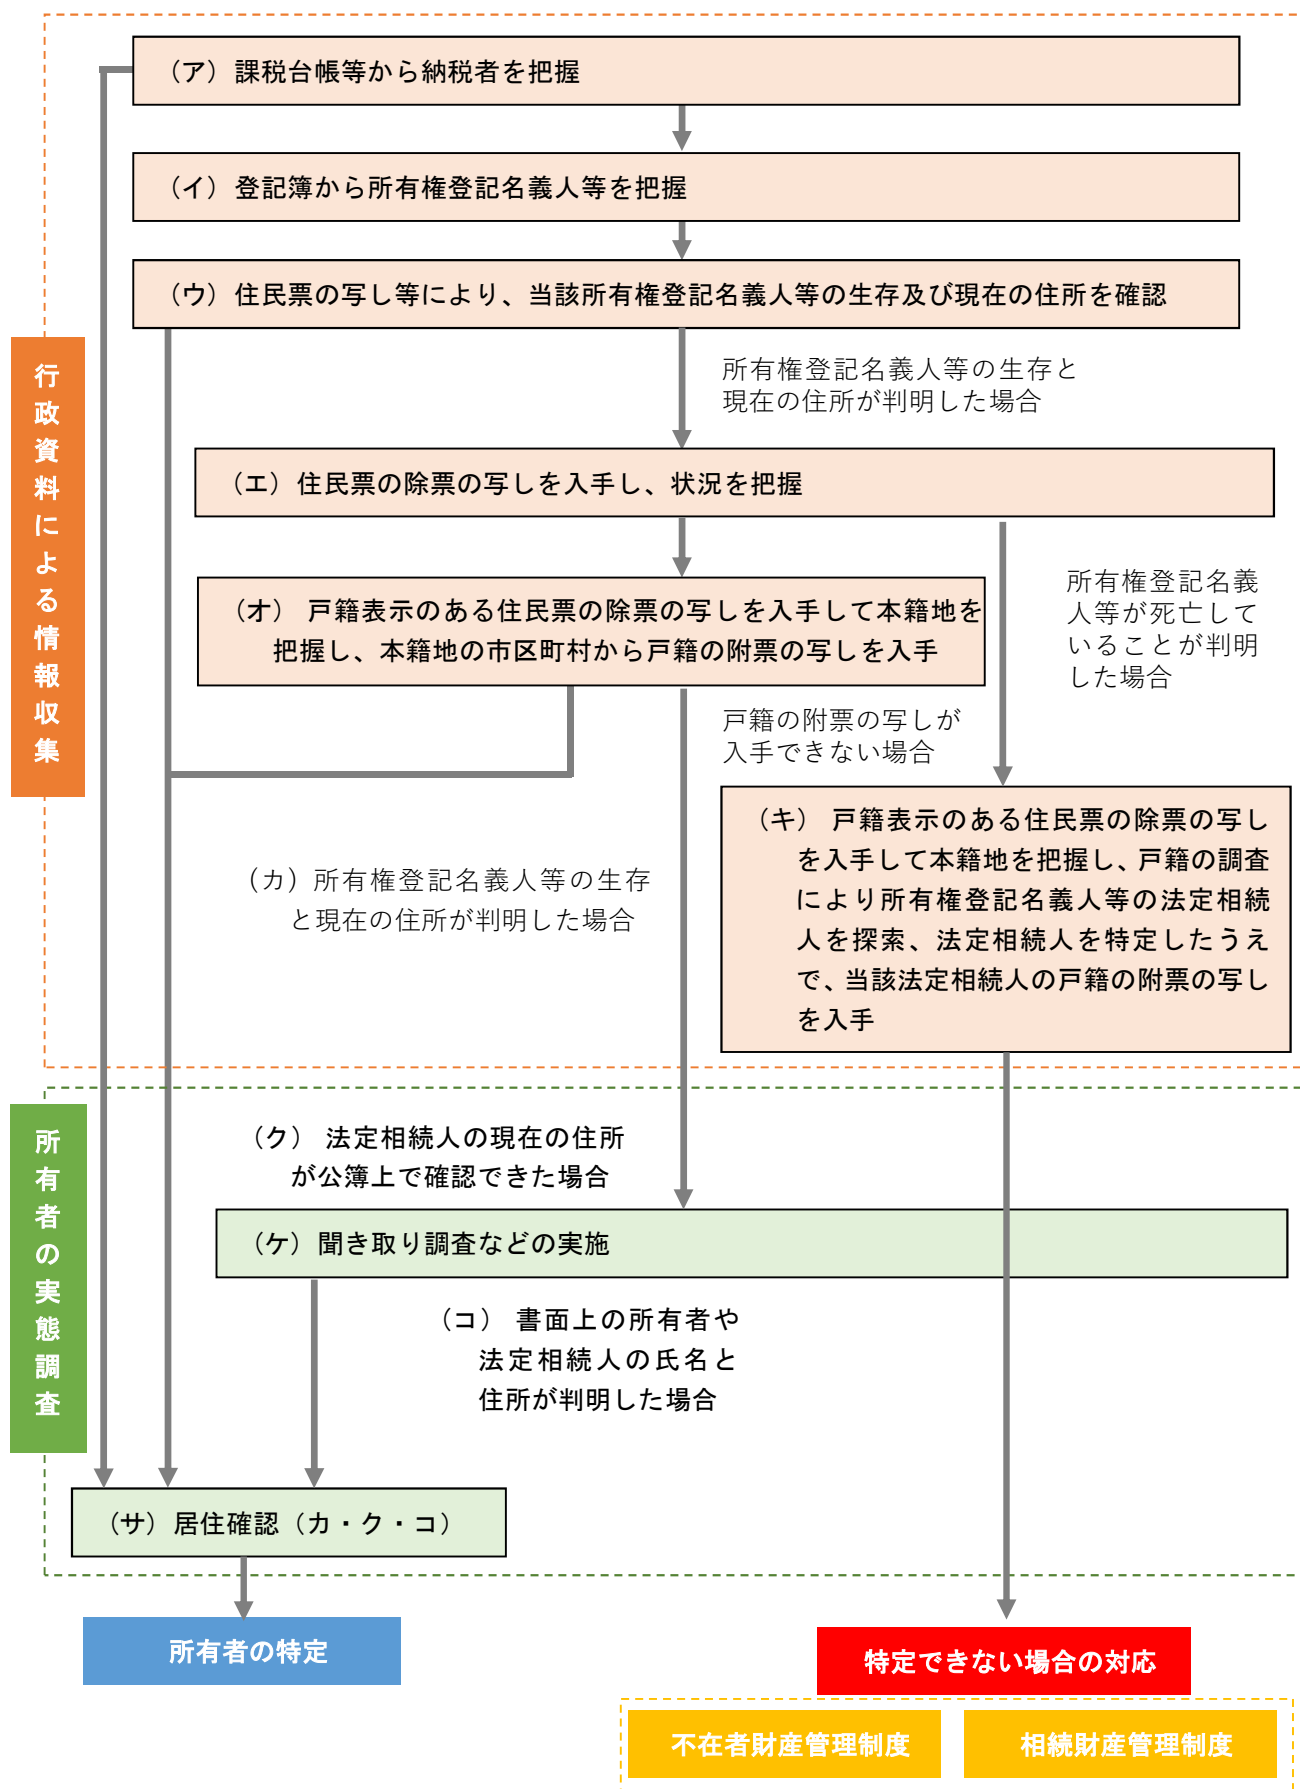 （ア）課税台帳等から納税者を把握
（イ）登記簿から所有権登記名義人等を把握
（ウ）住民票の写し等により、当該所有権登記名義人等の生存及び現在の住所を確認
行政資料による情報収集
所有権登記名義人等の生存と
現在の住所が判明した場合
（エ）住民票の除票の写しを入手し、状況を把握
（オ） 戸籍表示のある住民票の除票の写しを入手して本籍地を
把握し、本籍地の市区町村から戸籍の附票の写しを入手
所有権登記名義
人等が死亡して
いることが判明
した場合
戸籍の附票の写しが
入手できない場合
（キ） 戸籍表示のある住民票の除票の写し
を入手して本籍地を把握し、戸籍の調査
により所有権登記名義人等の法定相続
人を探索、法定相続人を特定したうえ
で、当該法定相続人の戸籍の附票の写し
を入手
（カ）所有権登記名義人等の生存
と現在の住所が判明した場合
所有者の実態調査
（ク） 法定相続人の現在の住所
が公簿上で確認できた場合
（ケ）聞き取り調査などの実施
（コ） 書面上の所有者や
法定相続人の氏名と
住所が判明した場合
（サ）居住確認（カ・ク・コ）
所有者の特定
特定できない場合の対応
不在者財産管理制度
相続財産管理制度